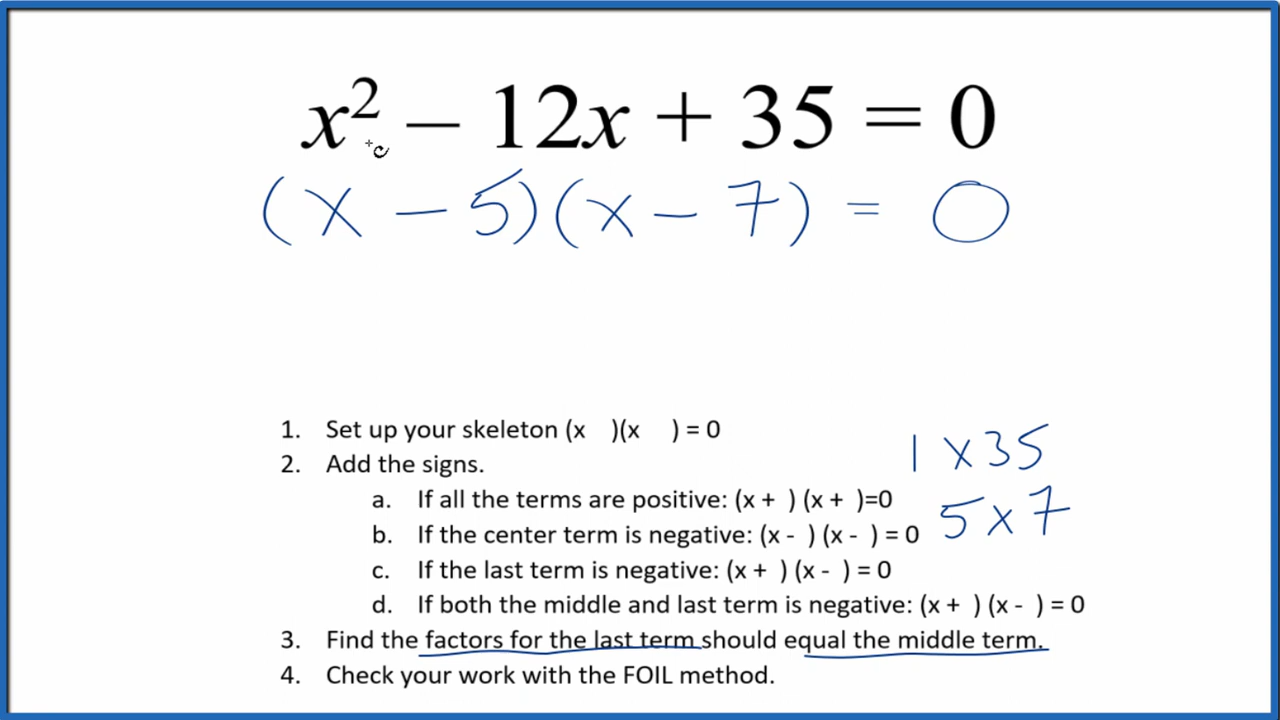 x² – 12x + 35 = 0
(x – 5)(x – 7) = 0
1. Set up your skeleton (x   )(x   ) = 0
1 x 35
2. Add the signs.
a. If all the terms are positive: (x +  ) (x +  )=0
5 x 7
b. If the center term is negative: (x -  ) (x -  ) = 0
c. If the last term is negative: (x +  ) (x -  ) = 0
d. If both the middle and last term is negative: (x +  ) (x -  ) = 0
3. Find the factors for the last term should equal the middle term.
4. Check your work with the FOIL method.